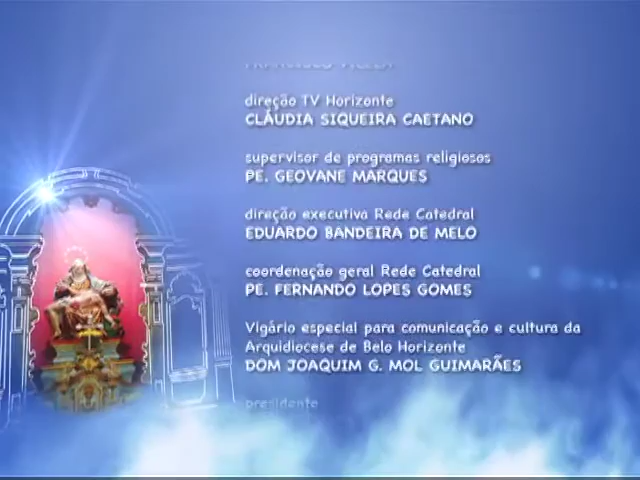 direção TV Horizonte
CLÁUDIA SIQUEIRA CAETANO
supervisor de programas religiosos
PE. GEOVANE MARQUES
direção executiva Rede Catedral
EDUARDO BANDEIRA DE MELO
coordenação geral Rede Catedral
PE. FERNANDO LOPES GOMES
Vigário especial para comunicação e cultura da
Arquidiocese de Belo Horizonte
DOM JOAQUIM G. MOL GUIMARÃES
presidente